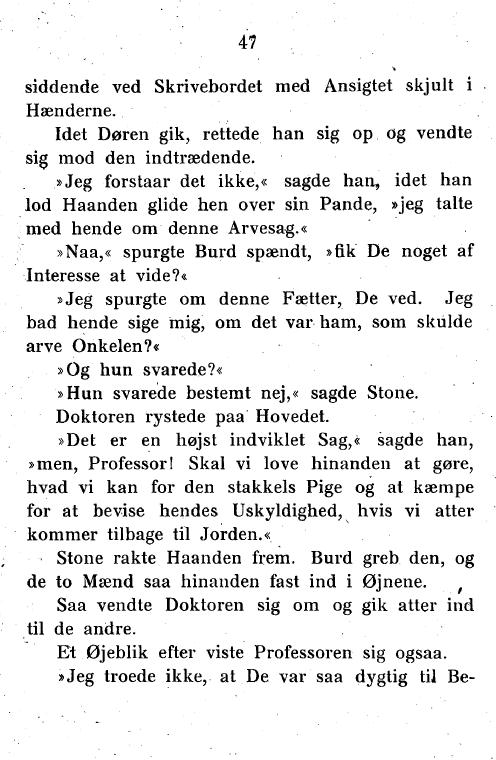 47
siddende ved Skrivebordet med Ansigtet skjult i
Hænderne.
Idet Døren gik, rettede han sig op og vendte
sig mod den indtrædende.
»Jeg forstaar det ikke,« sagde han, idet han
lod Haanden glide hen over sin Pande, »jeg talte
med hende om denne Arvesag.«
»Naa,« spurgte Burd spændt, »fik De noget af
Interesse at vide?«
»Jeg spurgte om denne Fætter, De ved. Jeg
bad hende sige mig, om det var ham, som skulde
arve Onkelen?«
»Og hun svarede?«
»Hun svarede bestemt nej,« sagde Stone.
Doktoren rystede paa Hovedet.
»Det er en højst indviklet Sag,« sagde han,
»men, Professor! Skal vi love hinanden at gøre,
hvad vi kan for den stakkels Pige og at kæmpe
for at bevise hendes Uskyldighed, hvis vi atter
kommer tilbage til Jorden.«
Stone rakte Haanden frem. Burd greb den, og
de to Mænd saa hinanden fast ind i Øjnene.
Saa vendte Doktoren sig om og gik atter ind
til de andre.
Et Øjeblik efter viste Professoren sig ogsaa.
»Jeg troede ikke, at De var saa dygtig til Be-